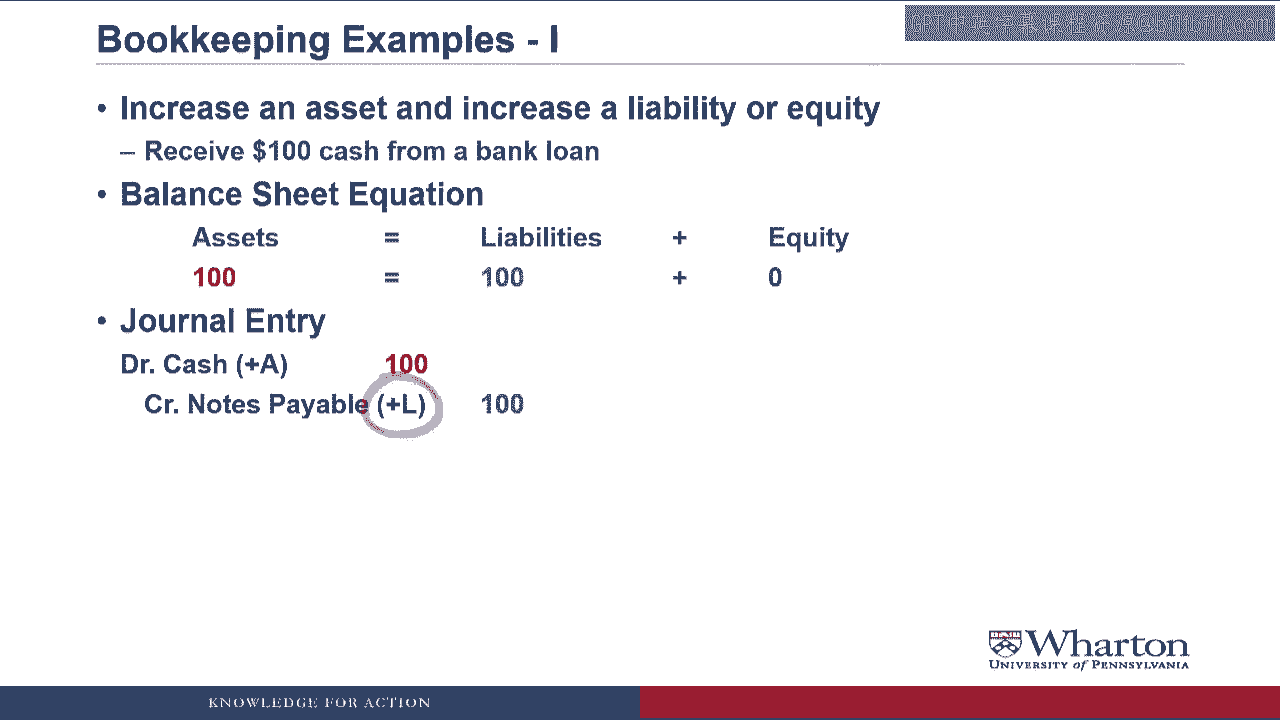 Bookkeeping Examples - I
• Increase an asset and increase a liability or equity
– Receive $100 cash from a bank loan
• Balance Sheet Equation
Assets = Liabilities + Equity
100 = 100 + 0
• Journal Entry
Dr. Cash (+A) 100
Cr. Notes Payable (+L) 100
Wharton
UNIVERSITY of PENNSYLVANIA
KNOWLEDGE FOR ACTION